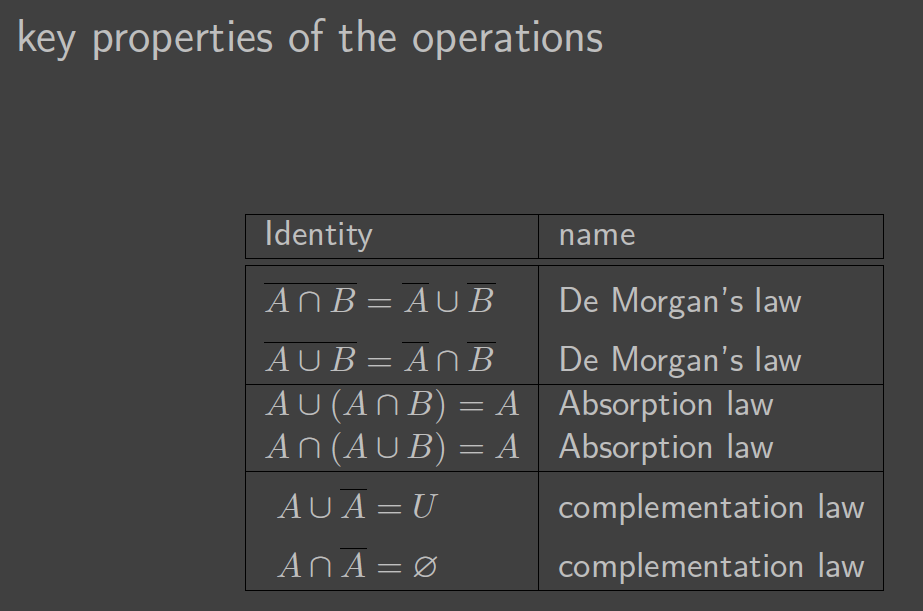 key properties of the operations
Identity name
$\overline{A \cap B} = \overline{A} \cup \overline{B}$ De Morgan's law
$\overline{A \cup B} = \overline{A} \cap \overline{B}$ De Morgan's law
$A \cup (A \cap B) = A$ Absorption law
$A \cap (A \cup B) = A$ Absorption law
$A \cup \overline{A} = U$ complementation law
$A \cap \overline{A} = \varnothing$ complementation law